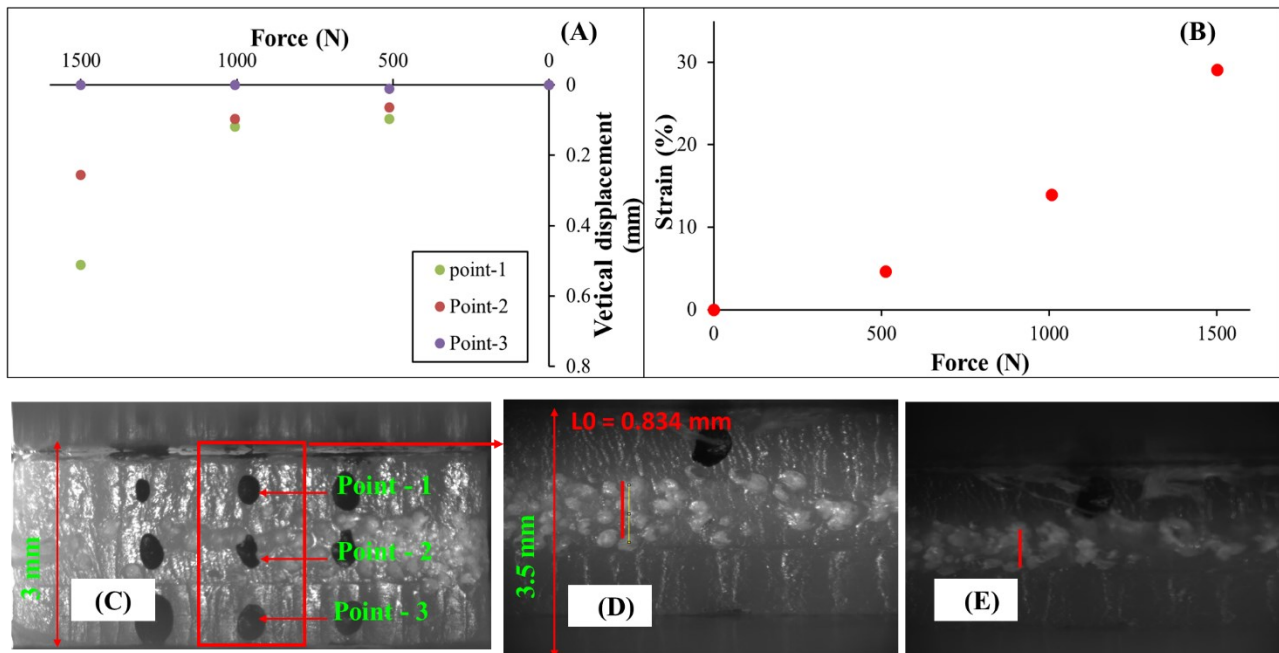 Force (N)
(A)
1500
1000
500
0
0
0.2
0.4
0.6
0.8
Vetical displacement
(mm)
point-1
Point-2
Point-3
(B)
30
20
10
0
Strain (%)
0
500
1000
1500
Force (N)
3 mm
Point - 1
Point - 2
Point - 3
(C)
L0 = 0.834 mm
3.5 mm
(D)
(E)